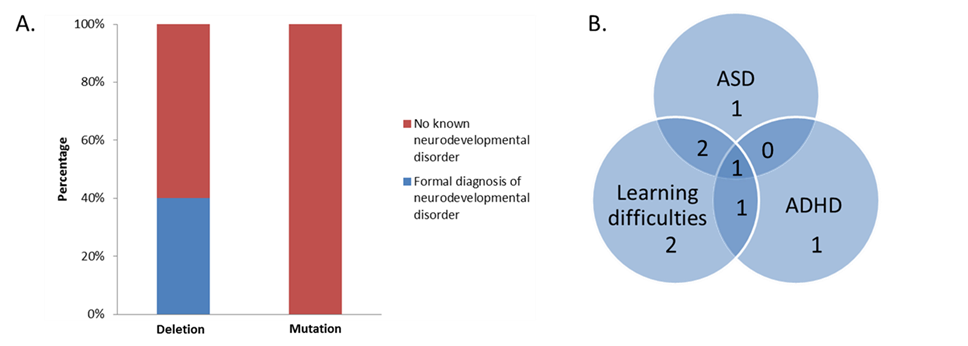 A.
100%
80%
60%
40%
20%
0%
Percentage
Deletion
Mutation
No known
neurodevelopmental
disorder
Formal diagnosis of
neurodevelopmental
disorder
B.
ASD
1
2
0
1
1
Learning
difficulties
2
ADHD
1